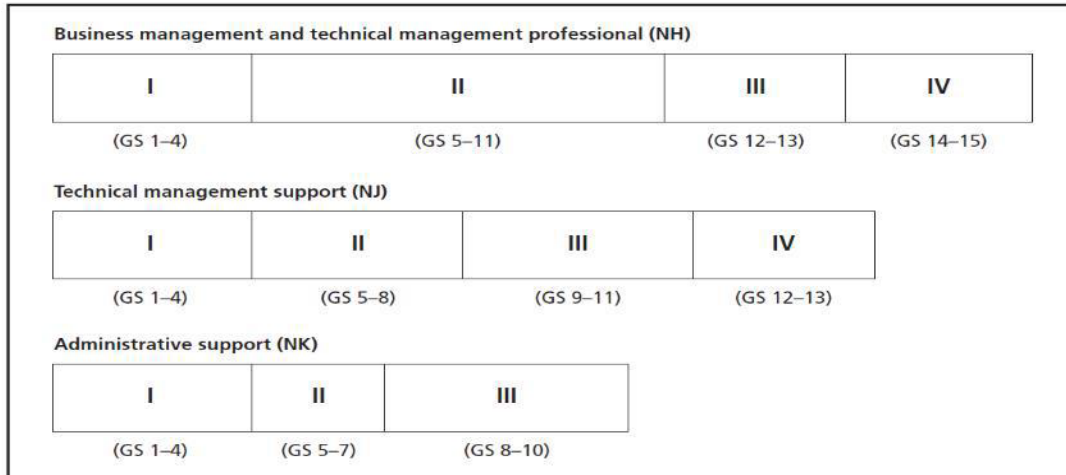 Business management and technical management professional (NH)
I II III IV
(GS 1–4) (GS 5–11) (GS 12–13) (GS 14–15)
Technical management support (NJ)
I II III IV
(GS 1–4) (GS 5–8) (GS 9–11) (GS 12–13)
Administrative support (NK)
I II III
(GS 1–4) (GS 5–7) (GS 8–10)